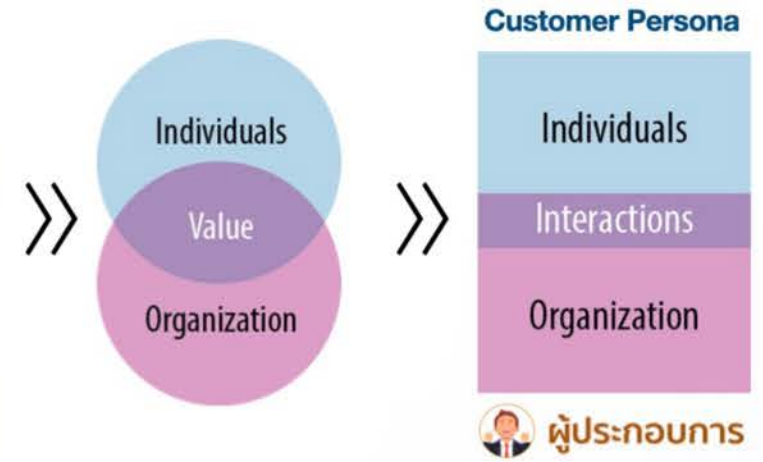 Individuals
Value
Organization
Customer Persona
Individuals
Interactions
Organization
ผู้ประกอบการ